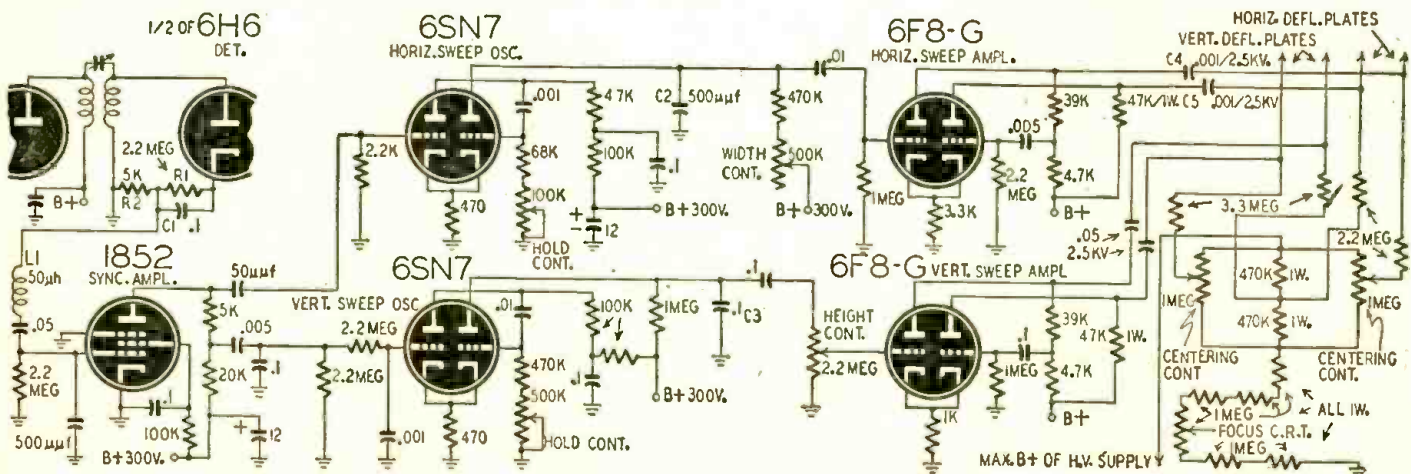 1/2 OF 6H6
DET.
2.2 MEG
5K
R1
R2
C1
.1
B+
L1
50μh
.05
2.2
MEG
500μμf
1852
SYNC. AMPL.
50μμf
5K
.005
20K
.1
.1
100K
+
12
B+300V.
6SN7
HORIZ.SWEEP OSC.
2.2K
470
.001
68K
100K
HOLD
CONT.
4.7K
100K
.1
+
-
12
B+300V.
C2
500μμf
470K
WIDTH
CONT.
500K
B+300V.
.01
VERT. SWEEP OSC
6SN7
2.2MEG
2.2MEG
.001
470
.01
470K
500K
HOLD CONT.
100K
.1
1MEG
B+300V.
.1
.1
C3
HEIGHT
CONT.
2.2MEG
6F8-G
HORIZ.SWEEP AMPL.
1MEG
3.3K
.005
2.2
MEG
39K
4.7K
B+
47K/1W.
C4
.001/2.5KV.
C5
.001/2.5KV
.05
2.5KV
6F8-G
VERT.SWEEP AMPL
1K
1MEG
.1
39K
4.7K
B+
47K
1W.
HORIZ. DEFL.PLATES
VERT. DEFL.PLATES
3.3 MEG
2.2MEG
1MEG
470K
1W.
1MEG
470K
1W.
CENTERING
CONT
CENTERING
CONT.
1MEG
ALL 1W.
FOCUS C.R.T.
1MEG
MAX.B+ OF H.V. SUPPLY